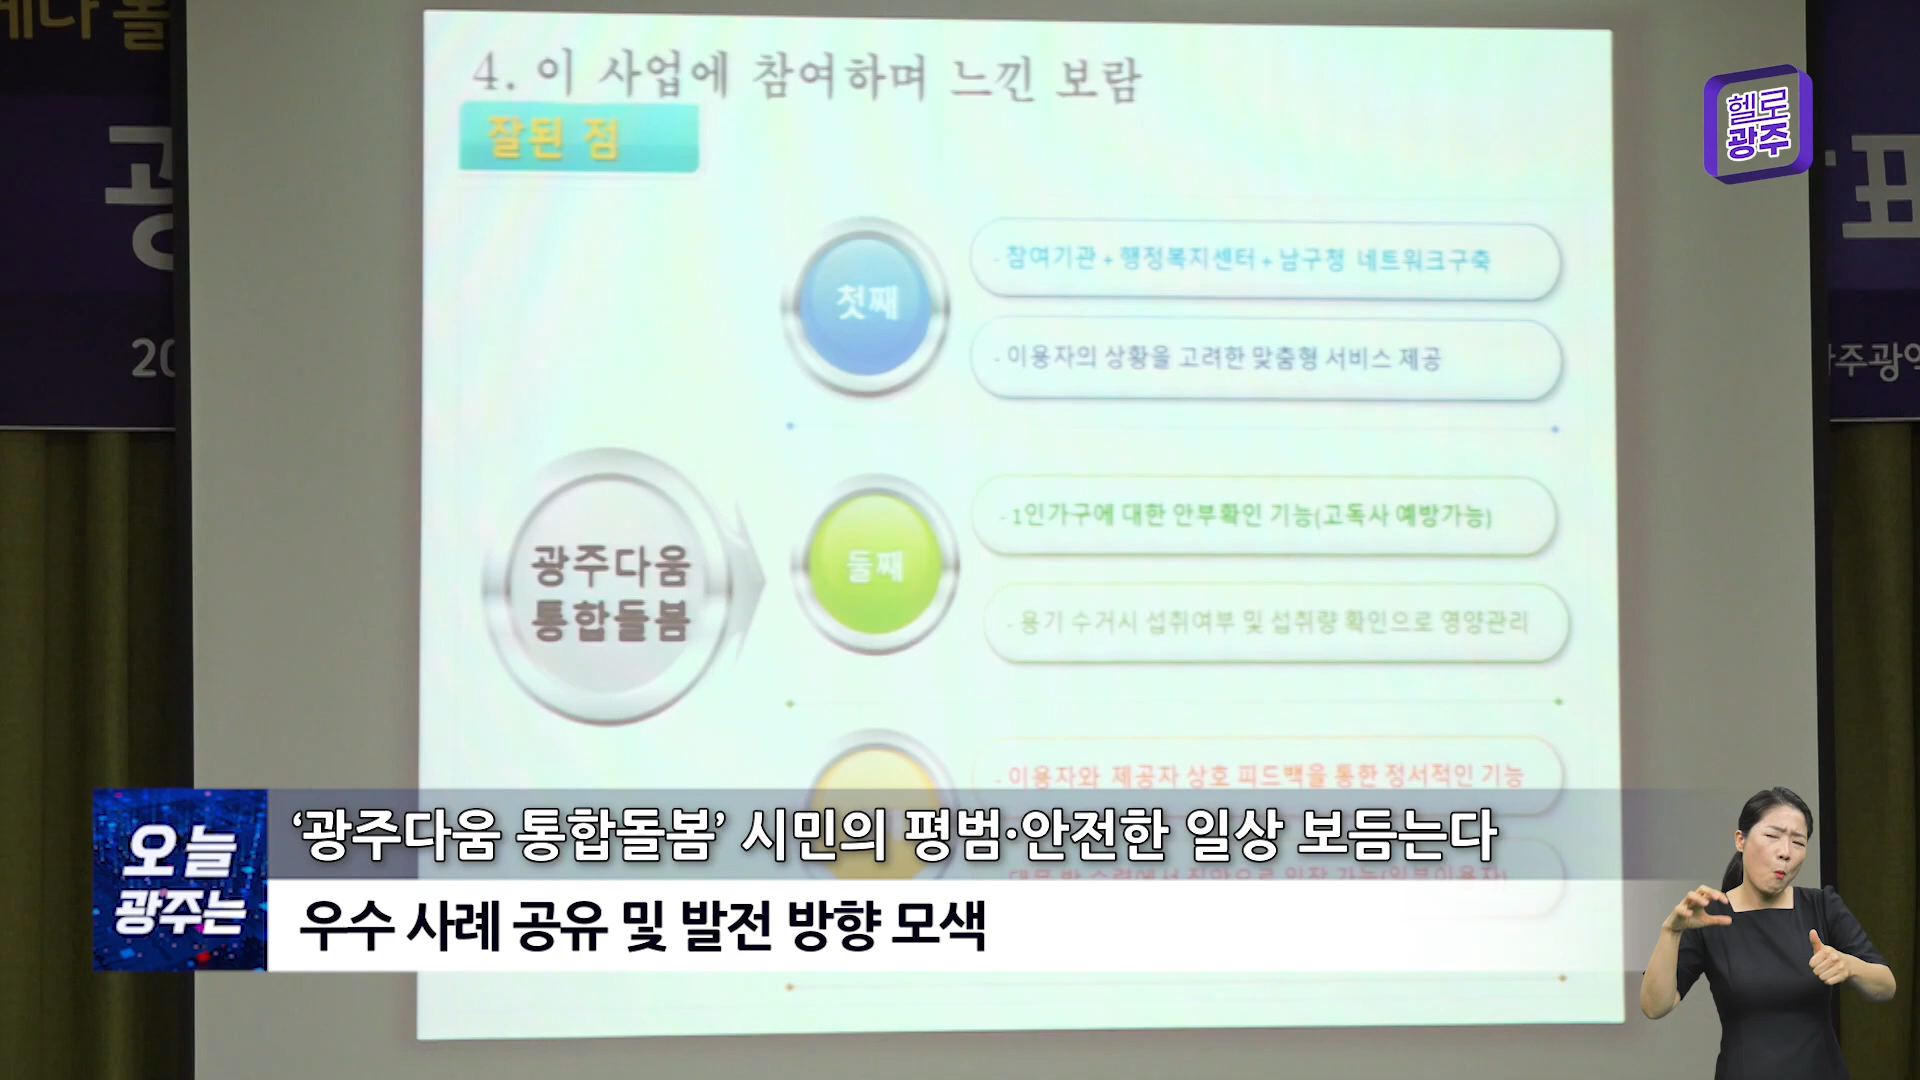 4. 이 사업에 참여하며 느낀 보람
잘된 점
헬로
광주
첫째
- 참여기관 + 행정복지센터 + 남구청 네트워크구축
- 이용자의 상황을 고려한 맞춤형 서비스 제공
광주다움
통합돌봄
둘째
- 1인가구에 대한 안부확인 기능(고독사 예방가능)
- 용기 수거시 섭취여부 및 섭취량 확인으로 영양관리
- 이용자와 제공자 상호 피드백을 통한 정서적인 기능
오늘
광주는
‘광주다움 통합돌봄’ 시민의 평범·안전한 일상 보듬는다
우수 사례 공유 및 발전 방향 모색
광
20
표